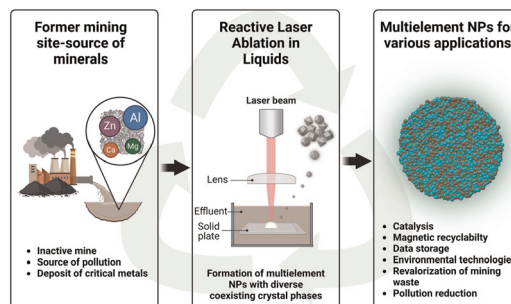 Former mining
site-source of
minerals
Zn
Al
Ca
Mg
• Inactive mine
• Source of pollution
• Deposit of critical metals
Reactive Laser
Ablation in
Liquids
Laser beam
Lens
Effluent
Solid
plate
Formation of multielement
NPs with diverse
coexisting crystal phases
Multielement NPs for
various applications
• Catalysis
• Magnetic recyclabilty
• Data storage
• Environmental technologie
• Revalorization of mining
waste
• Pollution reduction